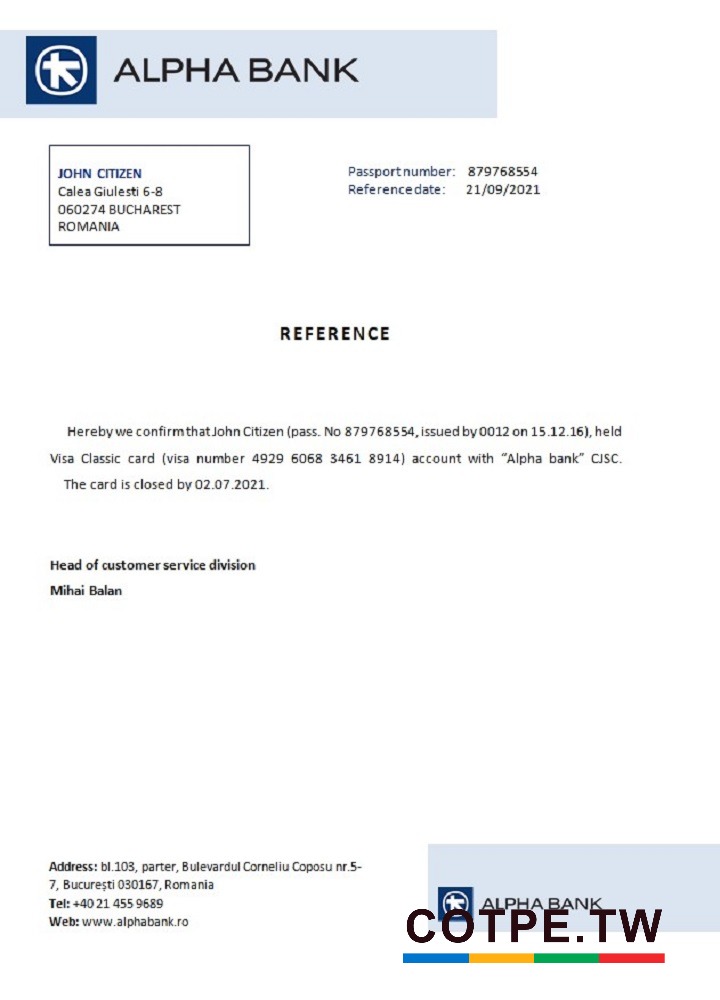 ALPHA BANK
JOHN CITIZEN
Calea Giulesti 6-8
060274 BUCHAREST
ROMANIA
Passport number: 879768554
Reference date: 21/09/2021
REFERENCE
Hereby we confirm that John Citizen (pass. No 879768554, issued by 0012 on 15.12.16), held
Visa Classic card (visa number 4929 6068 3461 8914) account with “Alpha bank” CJSC.
The card is closed by 02.07.2021.
Head of customer service division
Mihai Balan
Address: bl.103, parter, Bulevardul Corneliu Coposu nr.5-
7, București 030167, Romania
Tel: +40 21 455 9689
Web: www.alphabank.ro
ALPHA BANK
COTPE.TW